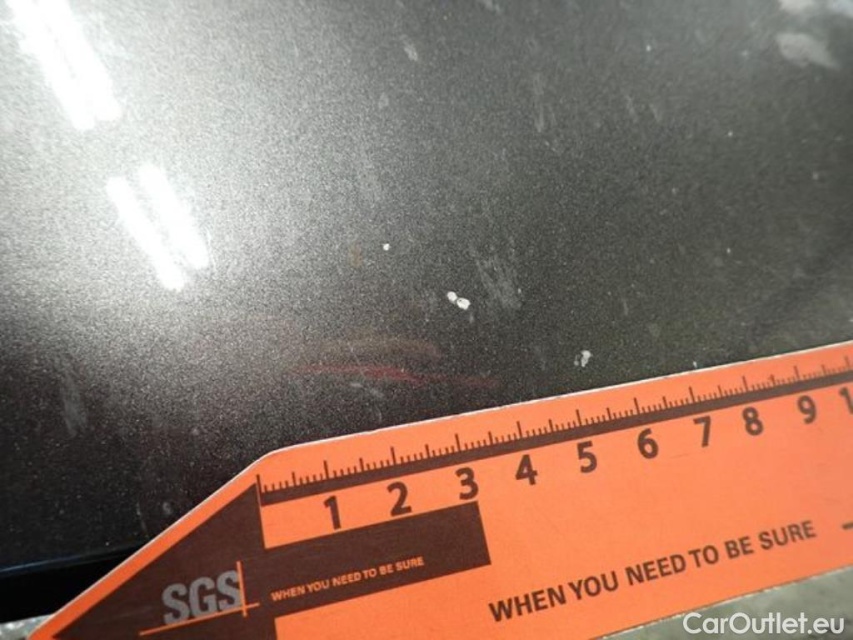 1 2 3 4 5 6 7 8 9 1
SGS
WHEN YOU NEED TO BE SURE
WHEN YOU NEED TO BE SURE
CarOutlet.eu